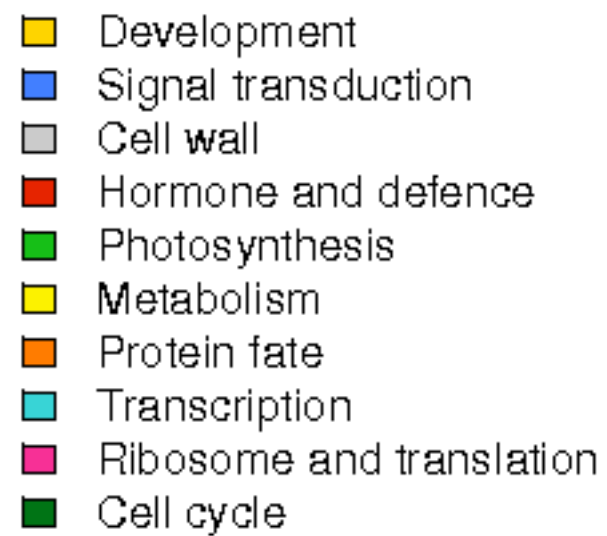 Development
Signal transduction
Cell wall
Hormone and defence
Photosynthesis
Metabolism
Protein fate
Transcription
Ribosome and translation
Cell cycle